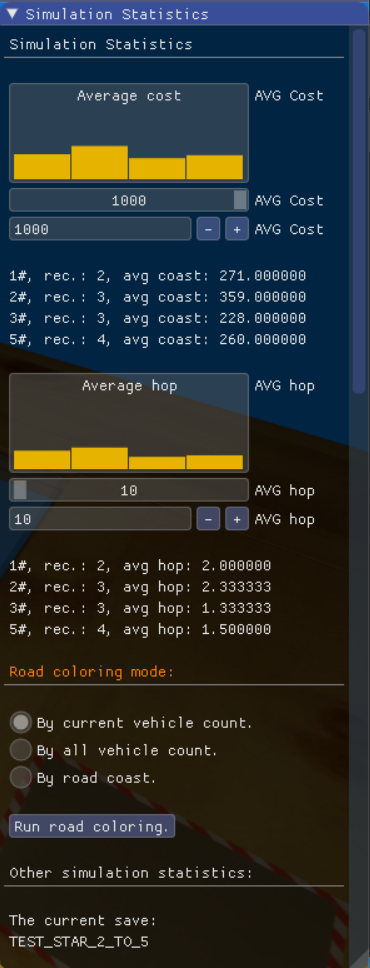 Simulation Statistics
Simulation Statistics
Average cost AVG Cost
1000 AVG Cost
1000 - + AVG Cost
1#, rec.: 2, avg coast: 271.000000
2#, rec.: 3, avg coast: 359.000000
3#, rec.: 3, avg coast: 228.000000
5#, rec.: 4, avg coast: 260.000000
Average hop AVG hop
10 AVG hop
10 - + AVG hop
1#, rec.: 2, avg hop: 2.000000
2#, rec.: 3, avg hop: 2.333333
3#, rec.: 3, avg hop: 1.333333
5#, rec.: 4, avg hop: 1.500000
Road coloring mode:
By current vehicle count.
By all vehicle count.
By road coast.
Run road coloring.
Other simulation statistics:
The current save:
TEST_STAR_2_TO_5